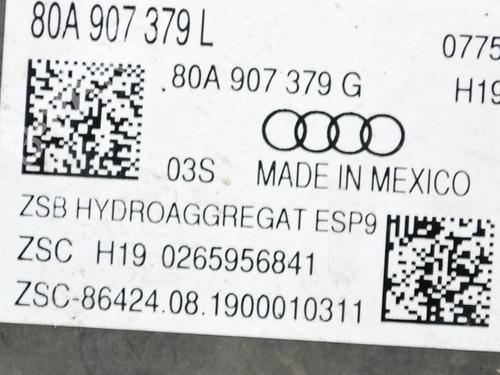 80A 907 379 L
0775
.80A 907 379 G
H19
03S MADE IN MEXICO
ZSB HYDROAGGREGAT ESP9
ZSC H19 0265956841
ZSC-86424.08.1900010311